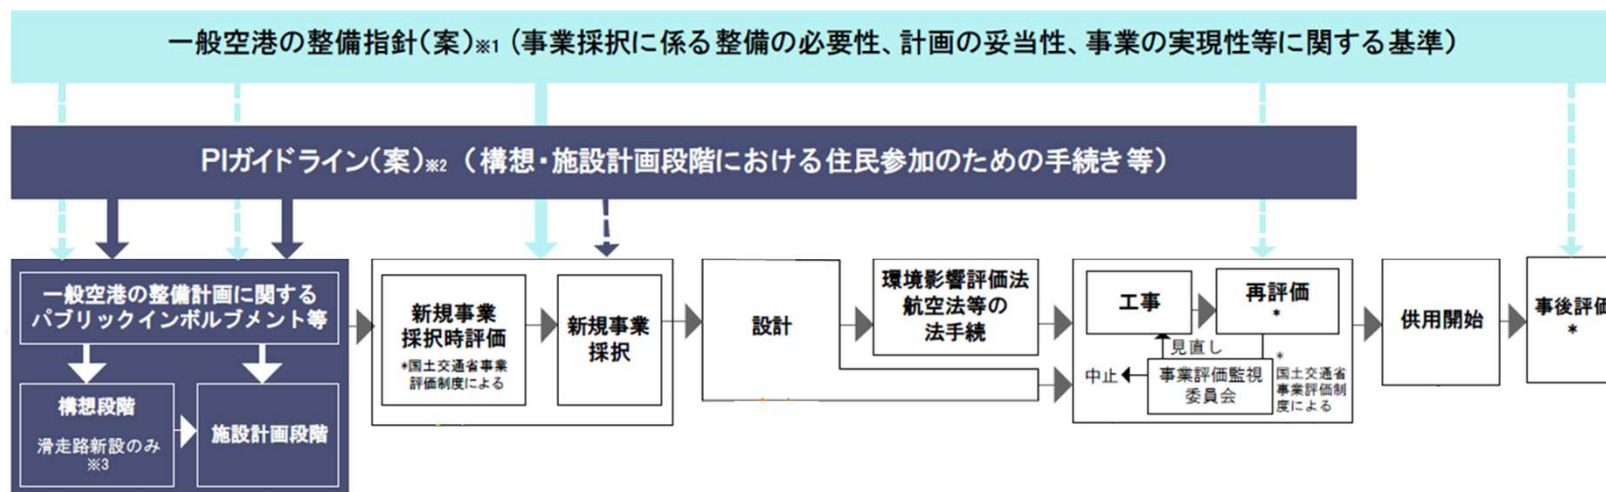 一般空港の整備指針(案)※1 (事業採択に係る整備の必要性、計画の妥当性、事業の実現性等に関する基準)
PIガイドライン(案)※2 (構想・施設計画段階における住民参加のための手続き等)
一般空港の整備計画に関する
パブリックインボルブメント等
構想段階
滑走路新設のみ
※3
施設計画段階
新規事業
採択時評価
*国土交通省事業
評価制度による
新規事業
採択
設計
環境影響評価法
航空法等の
法手続
工事
再評価
*
見直し
中止
事業評価監視
委員会
*
国土交通省
事業評価制
度による
供用開始
事後評価
*